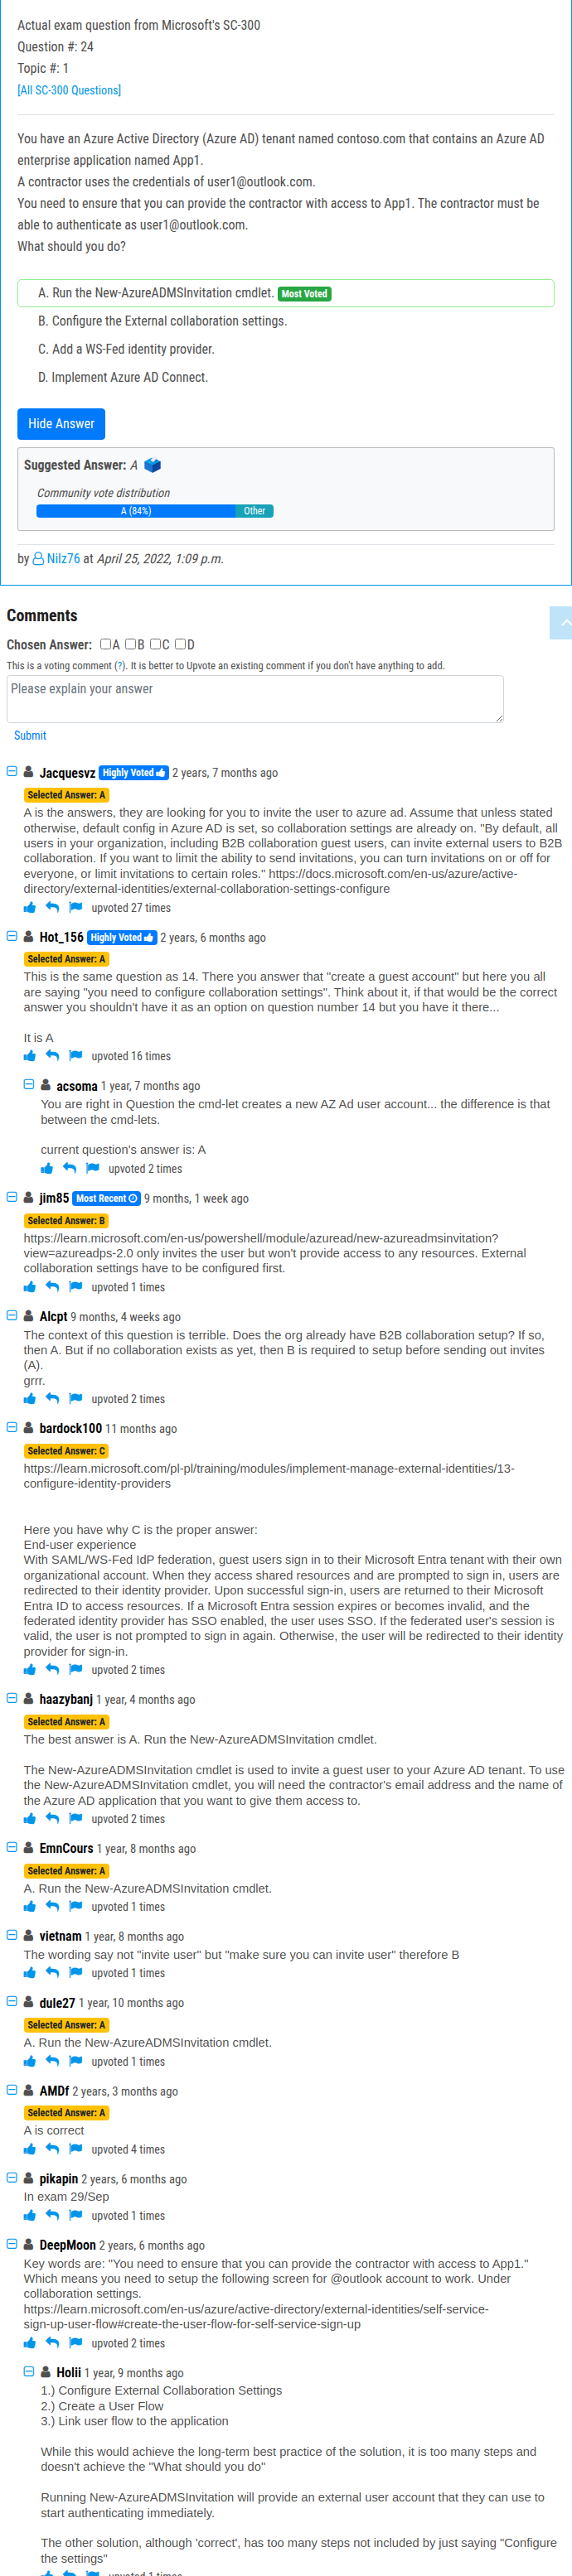 Actual exam question from Microsoft's SC-300
Question #: 24
Topic #: 1
[All SC-300 Questions]
You have an Azure Active Directory (Azure AD) tenant named contoso.com that contains an Azure AD
enterprise application named App1.
A contractor uses the credentials of user1@outlook.com.
You need to ensure that you can provide the contractor with access to App1. The contractor must be
able to authenticate as user1@outlook.com.
What should you do?
A. Run the New-AzureADMSInvitation cmdlet. Most Voted
B. Configure the External collaboration settings.
C. Add a WS-Fed identity provider.
D. Implement Azure AD Connect.
Hide Answer
Suggested Answer: A
Community vote distribution
A (84%) Other
by Nilz76 at April 25, 2022, 1:09 p.m.
Comments
Chosen Answer: A B C D
This is a voting comment (?). It is better to Upvote an existing comment if you don't have anything to add.
Please explain your answer
Submit
Jacquesvz Highly Voted 2 years, 7 months ago
Selected Answer: A
A is the answers, they are looking for you to invite the user to azure ad. Assume that unless stated
otherwise, default config in Azure AD is set, so collaboration settings are already on. "By default, all
users in your organization, including B2B collaboration guest users, can invite external users to B2B
collaboration. If you want to limit the ability to send invitations, you can turn invitations on or off for
everyone, or limit invitations to certain roles." https://docs.microsoft.com/en-us/azure/active-
directory/external-identities/external-collaboration-settings-configure
upvoted 27 times
Hot_156 Highly Voted 2 years, 6 months ago
Selected Answer: A
This is the same question as 14. There you answer that "create a guest account" but here you all
are saying "you need to configure collaboration settings". Think about it, if that would be the correct
answer you shouldn't have it as an option on question number 14 but you have it there...
It is A
upvoted 16 times
acsoma 1 year, 7 months ago
You are right in Question the cmd-let creates a new AZ Ad user account... the difference is that
between the cmd-lets.
current question's answer is: A
upvoted 2 times
jim85 Most Recent 9 months, 1 week ago
Selected Answer: B
https://learn.microsoft.com/en-us/powershell/module/azuread/new-azureadmsinvitation?
view=azureadps-2.0 only invites the user but won't provide access to any resources. External
collaboration settings have to be configured first.
upvoted 1 times
Alcpt 9 months, 4 weeks ago
The context of this question is terrible. Does the org already have B2B collaboration setup? If so,
then A. But if no collaboration exists as yet, then B is required to setup before sending out invites
(A).
grrr.
upvoted 2 times
bardock100 11 months ago
Selected Answer: C
https://learn.microsoft.com/pl-pl/training/modules/implement-manage-external-identities/13-
configure-identity-providers
Here you have why C is the proper answer:
End-user experience
With SAML/WS-Fed IdP federation, guest users sign in to their Microsoft Entra tenant with their own
organizational account. When they access shared resources and are prompted to sign in, users are
redirected to their identity provider. Upon successful sign-in, users are returned to their Microsoft
Entra ID to access resources. If a Microsoft Entra session expires or becomes invalid, and the
federated identity provider has SSO enabled, the user uses SSO. If the federated user's session is
valid, the user is not prompted to sign in again. Otherwise, the user will be redirected to their identity
provider for sign-in.
upvoted 2 times
haazybanj 1 year, 4 months ago
Selected Answer: A
The best answer is A. Run the New-AzureADMSInvitation cmdlet.
The New-AzureADMSInvitation cmdlet is used to invite a guest user to your Azure AD tenant. To use
the New-AzureADMSInvitation cmdlet, you will need the contractor's email address and the name of
the Azure AD application that you want to give them access to.
upvoted 2 times
EmnCours 1 year, 8 months ago
Selected Answer: A
A. Run the New-AzureADMSInvitation cmdlet.
upvoted 1 times
vietnam 1 year, 8 months ago
The wording say not "invite user" but "make sure you can invite user" therefore B
upvoted 1 times
dule27 1 year, 10 months ago
Selected Answer: A
A. Run the New-AzureADMSInvitation cmdlet.
upvoted 1 times
AMDf 2 years, 3 months ago
Selected Answer: A
A is correct
upvoted 4 times
pikapin 2 years, 6 months ago
In exam 29/Sep
upvoted 1 times
DeepMoon 2 years, 6 months ago
Key words are: "You need to ensure that you can provide the contractor with access to App1."
Which means you need to setup the following screen for @outlook account to work. Under
collaboration settings.
https://learn.microsoft.com/en-us/azure/active-directory/external-identities/self-service-
sign-up-user-flow#create-the-user-flow-for-self-service-sign-up
upvoted 2 times
Holii 1 year, 9 months ago
1.) Configure External Collaboration Settings
2.) Create a User Flow
3.) Link user flow to the application
While this would achieve the long-term best practice of the solution, it is too many steps and
doesn't achieve the "What should you do"
Running New-AzureADMSInvitation will provide an external user account that they can use to
start authenticating immediately.
The other solution, although 'correct', has too many steps not included by just saying "Configure
the settings"